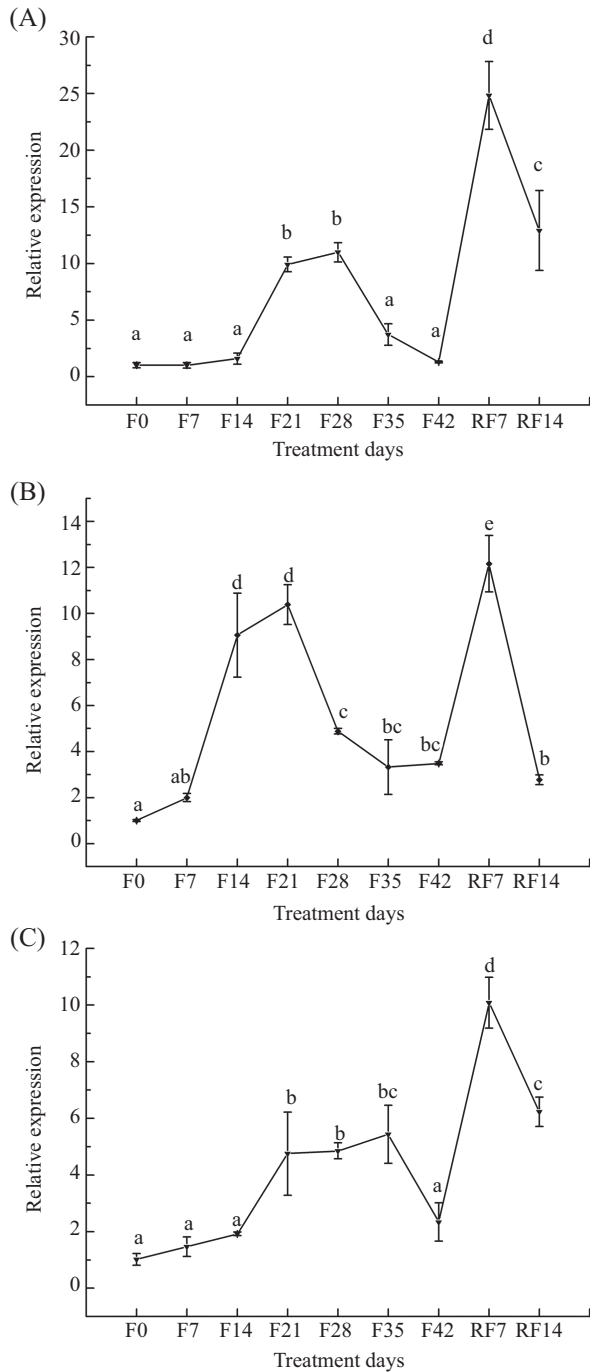 (A)
30
25
20
15
10
5
0
Relative expression
a a a b b a a d c
F0 F7 F14 F21 F28 F35 F42 RF7 RF14
Treatment days
(B)
14
12
10
8
6
4
2
0
Relative expression
a ab d d c bc bc e b
F0 F7 F14 F21 F28 F35 F42 RF7 RF14
Treatment days
(C)
12
10
8
6
4
2
0
Relative expression
a a a b b bc a d c
F0 F7 F14 F21 F28 F35 F42 RF7 RF14
Treatment days